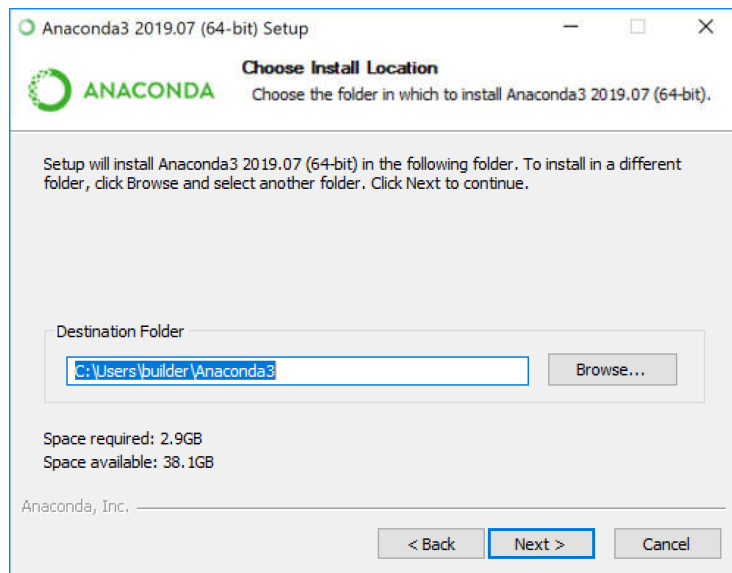 Anaconda3 2019.07 (64-bit) Setup
ANACONDA
Choose Install Location
Choose the folder in which to install Anaconda3 2019.07 (64-bit).
Setup will install Anaconda3 2019.07 (64-bit) in the following folder. To install in a different
folder, click Browse and select another folder. Click Next to continue.
Destination Folder
C:\Users\builder\Anaconda3
Browse...
Space required: 2.9GB
Space available: 38.1GB
Anaconda, Inc.
< Back
Next >
Cancel